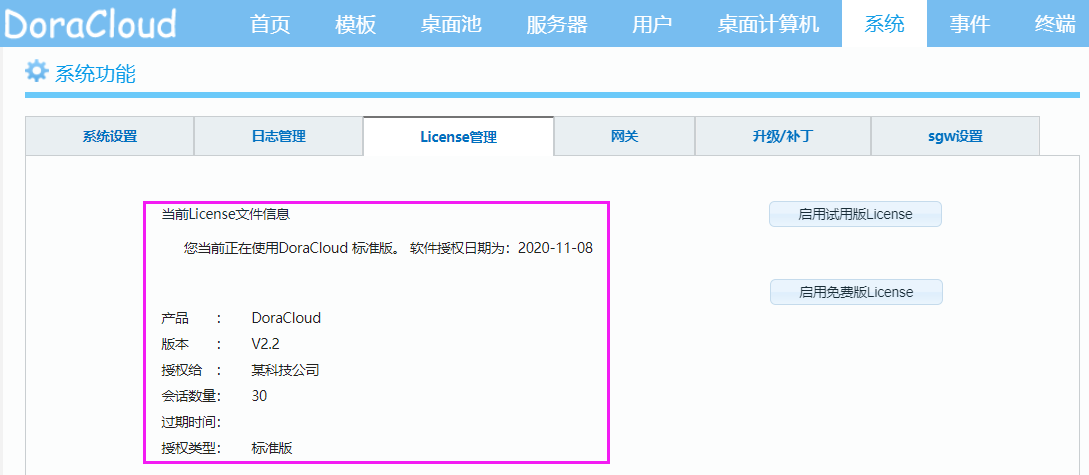 DoraCloud 首页 模板 桌面池 服务器 用户 桌面计算机 系统 事件 终端
系统功能
系统设置 日志管理 License管理 网关 升级/补丁 sgw设置
当前License文件信息 启用试用版License
您当前正在使用DoraCloud 标准版。 软件授权日期为：2020-11-08
启用免费版License
产品 ： DoraCloud
版本 ： V2.2
授权给 ： 某科技公司
会话数量： 30
过期时间：
授权类型： 标准版